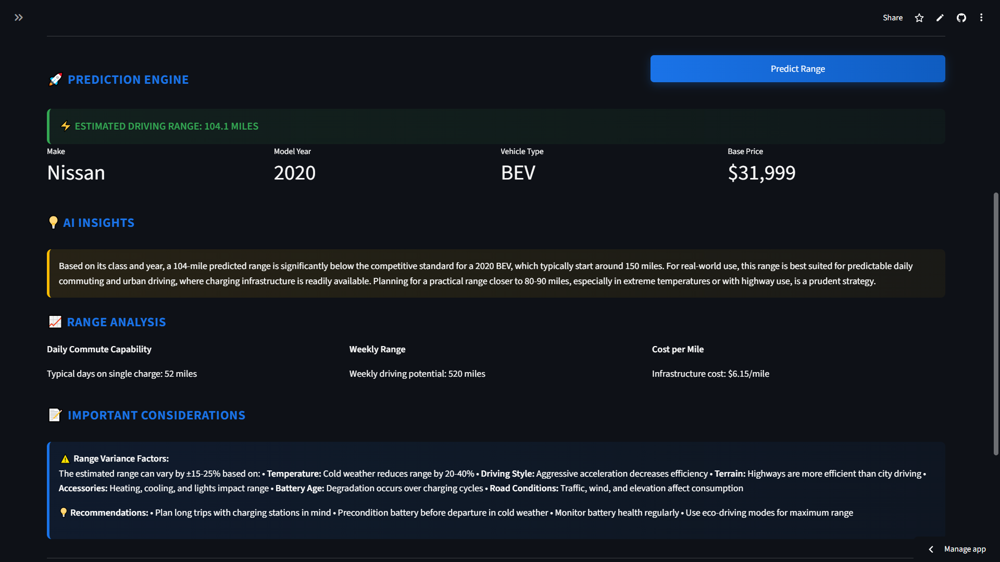 Share
PREDICTION ENGINE
Predict Range
ESTIMATED DRIVING RANGE: 104.1 MILES
Make
Nissan
Model Year
2020
Vehicle Type
BEV
Base Price
$31,999
AI INSIGHTS
Based on its class and year, a 104-mile predicted range is significantly below the competitive standard for a 2020 BEV, which typically start around 150 miles. For real-world use, this range is best suited for predictable daily
commuting and urban driving, where charging infrastructure is readily available. Planning for a practical range closer to 80-90 miles, especially in extreme temperatures or with highway use, is a prudent strategy.
RANGE ANALYSIS
Daily Commute Capability
Typical days on single charge: 52 miles
Weekly Range
Weekly driving potential: 520 miles
Cost per Mile
Infrastructure cost: $6.15/mile
IMPORTANT CONSIDERATIONS
Range Variance Factors:
The estimated range can vary by ±15-25% based on: • Temperature: Cold weather reduces range by 20-40% • Driving Style: Aggressive acceleration decreases efficiency • Terrain: Highways are more efficient than city driving •
Accessories: Heating, cooling, and lights impact range • Battery Age: Degradation occurs over charging cycles • Road Conditions: Traffic, wind, and elevation affect consumption
Recommendations: • Plan long trips with charging stations in mind • Precondition battery before departure in cold weather • Monitor battery health regularly • Use eco-driving modes for maximum range
Manage app